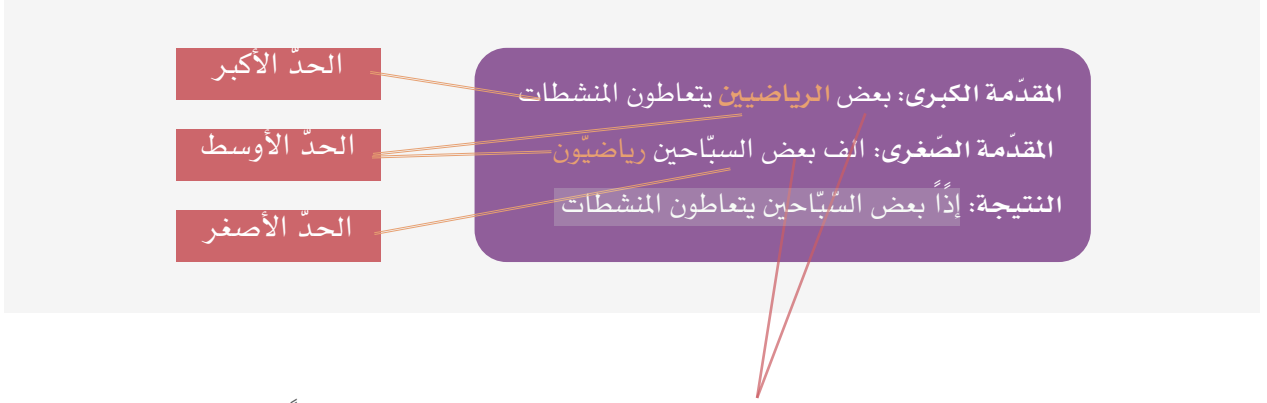 الحدّ الأكبر
المقدّمة الكبرى: بعض الرياضيين يتعاطون المنشطات
الحدّ الأوسط
المقدّمة الصّغرى: الف بعض السبّاحين رياضيّون
النتيجة: إذًاً بعض السّبّاحين يتعاطون المنشطات
الحدّ الأصغر